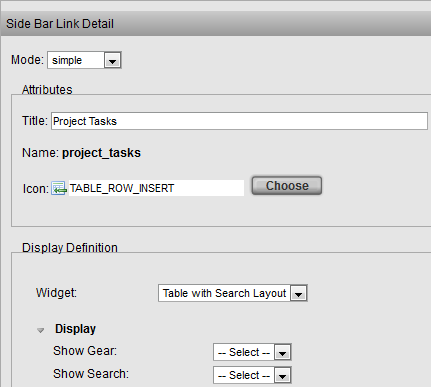 Side Bar Link Detail
Mode: simple
Attributes
Title: Project Tasks
Name: project_tasks
Icon: TABLE_ROW_INSERT Choose
Display Definition
Widget: Table with Search Layout
Display
Show Gear: -- Select --
Show Search: -- Select --